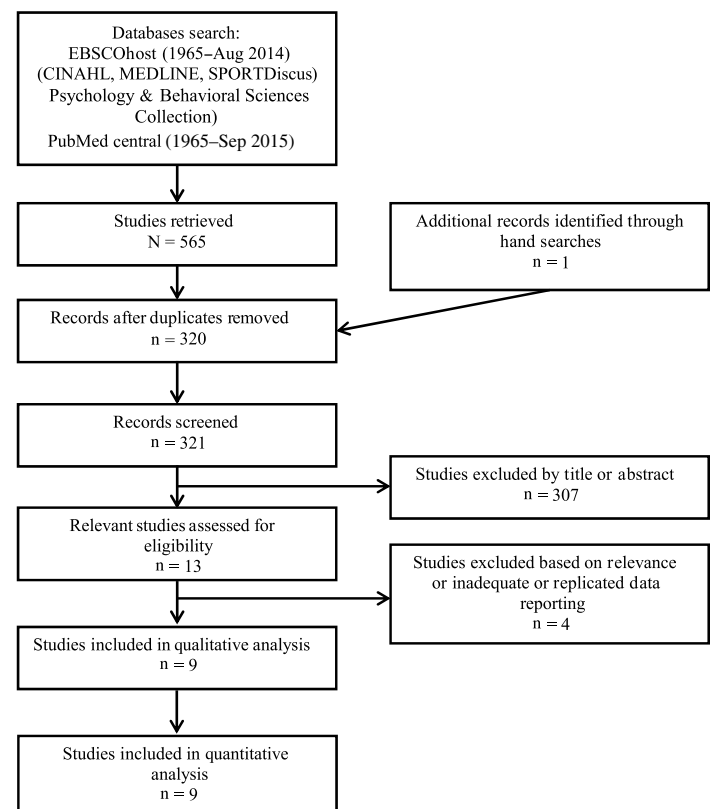 Databases search:
EBSCOhost (1965–Aug 2014)
(CINAHL, MEDLINE, SPORTDiscus)
Psychology & Behavioral Sciences
Collection)
PubMed central (1965–Sep 2015)
Studies retrieved
N = 565
Additional records identified through
hand searches
n = 1
Records after duplicates removed
n = 320
Records screened
n = 321
Studies excluded by title or abstract
n = 307
Relevant studies assessed for
eligibility
n = 13
Studies excluded based on relevance
or inadequate or replicated data
reporting
n = 4
Studies included in qualitative analysis
n = 9
Studies included in quantitative
analysis
n = 9